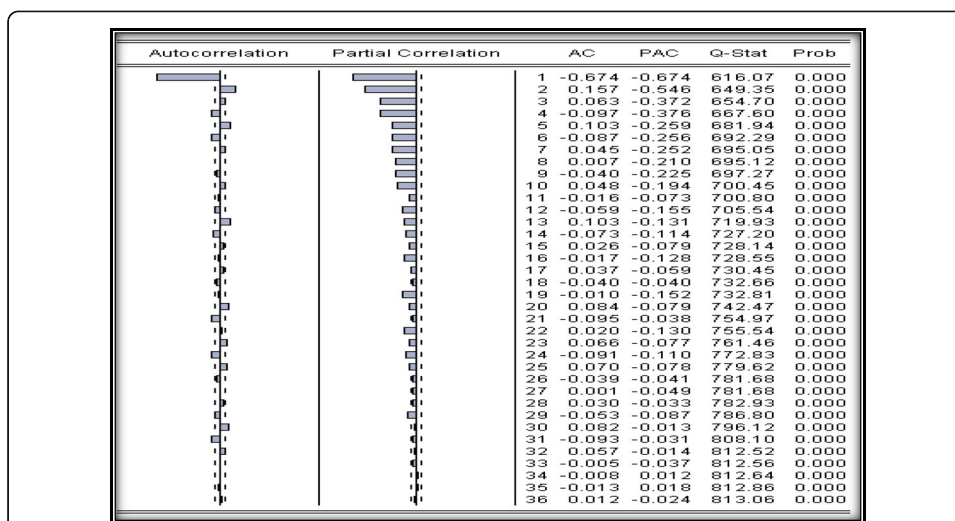 Autocorrelation Partial Correlation AC PAC Q-Stat Prob
1 -0.674 -0.674 616.07 0.000
2 0.157 -0.546 649.35 0.000
3 0.063 -0.372 654.70 0.000
4 -0.097 -0.376 667.60 0.000
5 0.103 -0.259 681.94 0.000
6 -0.087 -0.256 692.29 0.000
7 0.045 -0.252 695.05 0.000
8 0.007 -0.210 695.12 0.000
9 -0.040 -0.225 697.27 0.000
10 0.048 -0.194 700.45 0.000
11 -0.016 -0.073 700.80 0.000
12 -0.059 -0.155 705.54 0.000
13 0.103 -0.131 719.93 0.000
14 -0.073 -0.114 727.20 0.000
15 0.026 -0.079 728.14 0.000
16 -0.017 -0.128 728.55 0.000
17 0.037 -0.059 730.45 0.000
18 -0.040 -0.040 732.66 0.000
19 -0.010 -0.152 732.81 0.000
20 0.084 -0.079 742.47 0.000
21 -0.095 -0.038 754.97 0.000
22 0.020 -0.130 755.54 0.000
23 0.066 -0.077 761.46 0.000
24 -0.091 -0.110 772.83 0.000
25 0.070 -0.078 779.62 0.000
26 -0.039 -0.041 781.68 0.000
27 0.001 -0.049 781.68 0.000
28 0.030 -0.033 782.93 0.000
29 -0.053 -0.087 786.80 0.000
30 0.082 -0.013 796.12 0.000
31 -0.093 -0.031 808.10 0.000
32 0.057 -0.014 812.52 0.000
33 -0.005 -0.037 812.56 0.000
34 -0.008 0.012 812.64 0.000
35 -0.013 0.018 812.86 0.000
36 0.012 -0.024 813.06 0.000